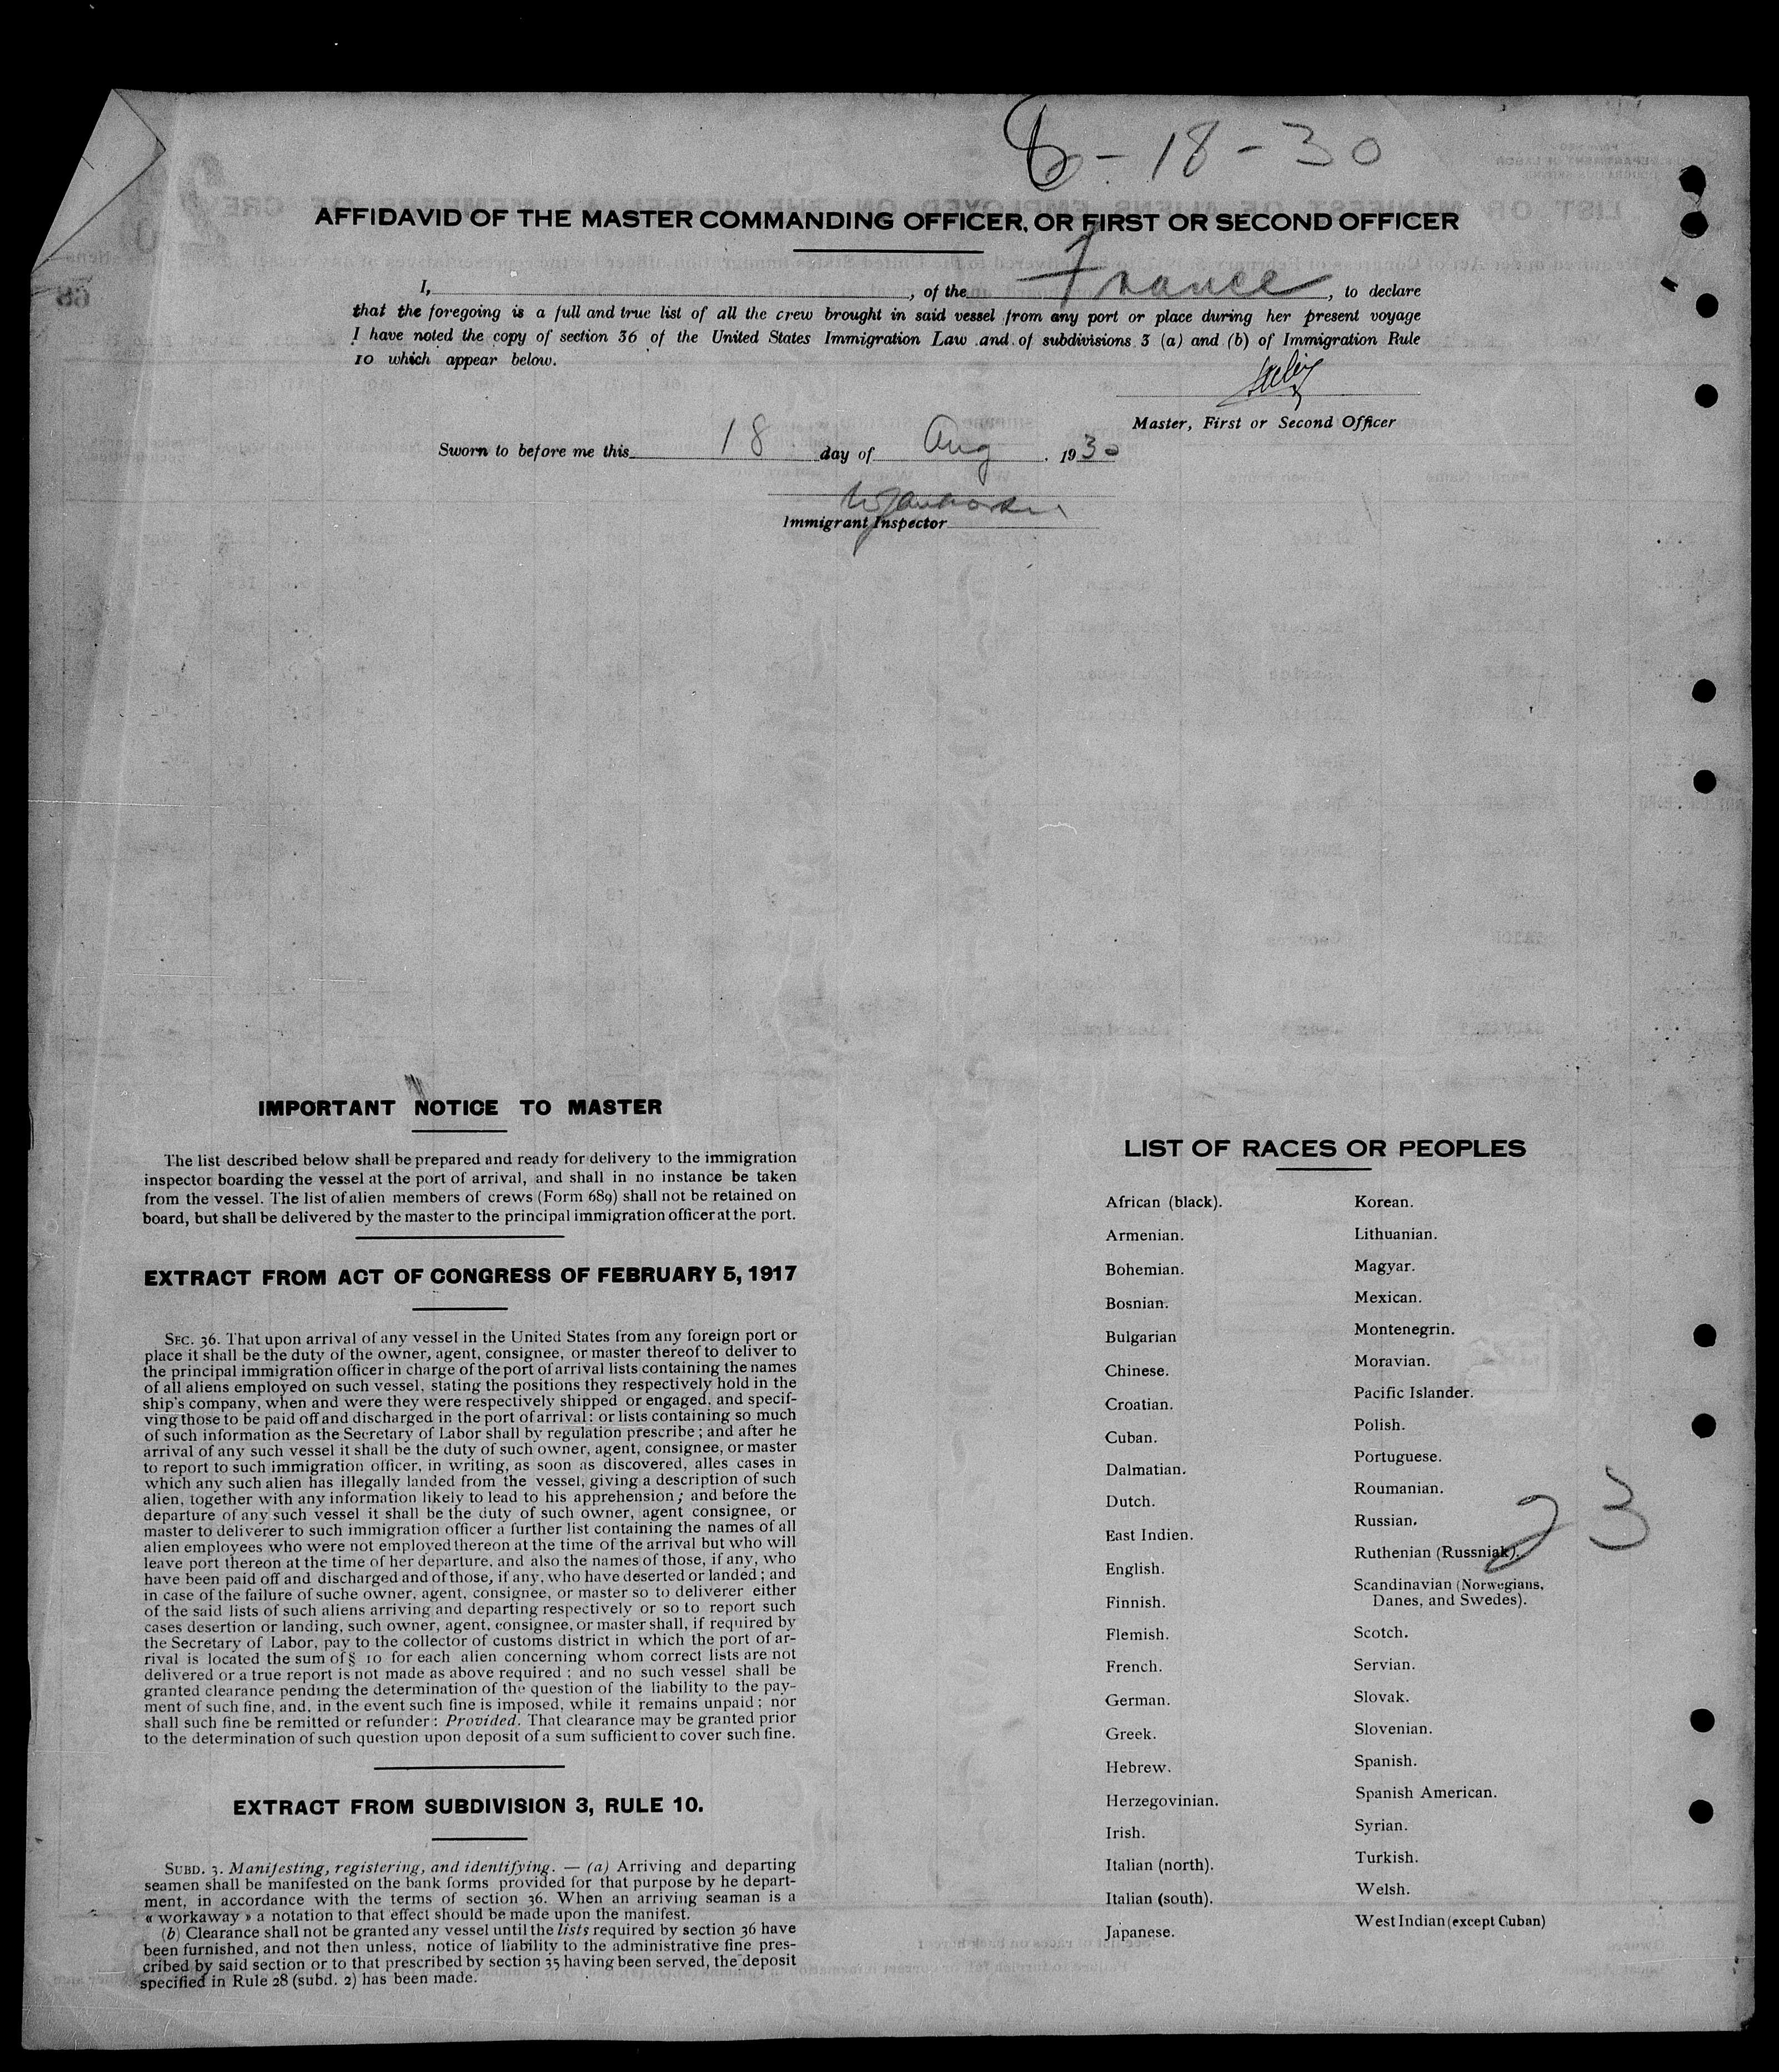 8-18-30
AFFIDAVID OF THE MASTER COMMANDING OFFICER, OR FIRST OR SECOND OFFICER
I, , of the France, to declare
that the foregoing is a full and true list of all the crew brought in said vessel from any port or place during her present voyage
I have noted the copy of section 36 of the United States Immigration Law and of subdivisions 3 (a) and (b) of Immigration Rule
10 which appear below.
Master, First or Second Officer
Sworn to before me this 18 day of Aug . 1930
Immigrant Inspector
IMPORTANT NOTICE TO MASTER
The list described below shall be prepared and ready for delivery to the immigration
inspector boarding the vessel at the port of arrival, and shall in no instance be taken
from the vessel. The list of alien members of crews (Form 689) shall not be retained on
board, but shall be delivered by the master to the principal immigration officer at the port.
EXTRACT FROM ACT OF CONGRESS OF FEBRUARY 5, 1917
SEC. 36. That upon arrival of any vessel in the United States from any foreign port or
place it shall be the duty of the owner, agent, consignee, or master thereof to deliver to
the principal immigration officer in charge of the port of arrival lists containing the names
of all aliens employed on such vessel, stating the positions they respectively hold in the
ship's company, when and were they were respectively shipped or engaged, and specif-
ving those to be paid off and discharged in the port of arrival: or lists containing so much
of such information as the Secretary of Labor shall by regulation prescribe; and after he
arrival of any such vessel it shall be the duty of such owner, agent, consignee, or master
to report to such immigration officer, in writing, as soon as discovered, alles cases in
which any such alien has illegally landed from the vessel, giving a description of such
alien, together with any information likely to lead to his apprehension; and before the
departure of any such vessel it shall be the duty of such owner, agent consignee, or
master to deliverer to such immigration officer a further list containing the names of all
alien employees who were not employed thereon at the time of the arrival but who will
leave port thereon at the time of her departure, and also the names of those, if any, who
have been paid off and discharged and of those, if any, who have deserted or landed; and
in case of the failure of suche owner, agent, consignee, or master so to deliverer either
of the said lists of such aliens arriving and departing respectively or so to report such
cases desertion or landing, such owner, agent, consignee, or master shall, if required by
the Secretary of Labor, pay to the collector of customs district in which the port of ar-
rival is located the sum of § 10 for each alien concerning whom correct lists are not
delivered or a true report is not made as above required; and no such vessel shall be
granted clearance pending the determination of the question of the liability to the pay-
ment of such fine, and, in the event such fine is imposed, while it remains unpaid; nor
shall such fine be remitted or refunder: Provided, That clearance may be granted prior
to the determination of such question upon deposit of a sum sufficient to cover such fine.
EXTRACT FROM SUBDIVISION 3, RULE 10.
SUBD. 3. Manifesting, registering, and identifying. — (a) Arriving and departing
seamen shall be manifested on the bank forms provided for that purpose by he depart-
ment, in accordance with the terms of section 36. When an arriving seaman is a
« workaway » a notation to that effect should be made upon the manifest.
(b) Clearance shall not be granted any vessel until the lists required by section 36 have
been furnished, and not then unless, notice of liability to the administrative fine pres-
cribed by said section or to that prescribed by section 35 having been served, the deposit
specified in Rule 28 (subd. 2) has been made.
LIST OF RACES OR PEOPLES
African (black).
Armenian.
Bohemian.
Bosnian.
Bulgarian
Chinese.
Croatian.
Cuban.
Dalmatian.
Dutch.
East Indien.
English.
Finnish.
Flemish.
French.
German.
Greek.
Hebrew.
Herzegovinian.
Irish.
Italian (north).
Italian (south).
Japanese.
Korean.
Lithuanian.
Magyar.
Mexican.
Montenegrin.
Moravian.
Pacific Islander.
Polish.
Portuguese.
Roumanian.
Russian.
Ruthenian (Russniak).
Scandinavian (Norwegians,
Danes, and Swedes).
Scotch.
Servian.
Slovak.
Slovenian.
Spanish.
Spanish American.
Syrian.
Turkish.
Welsh.
West Indian (except Cuban)
23